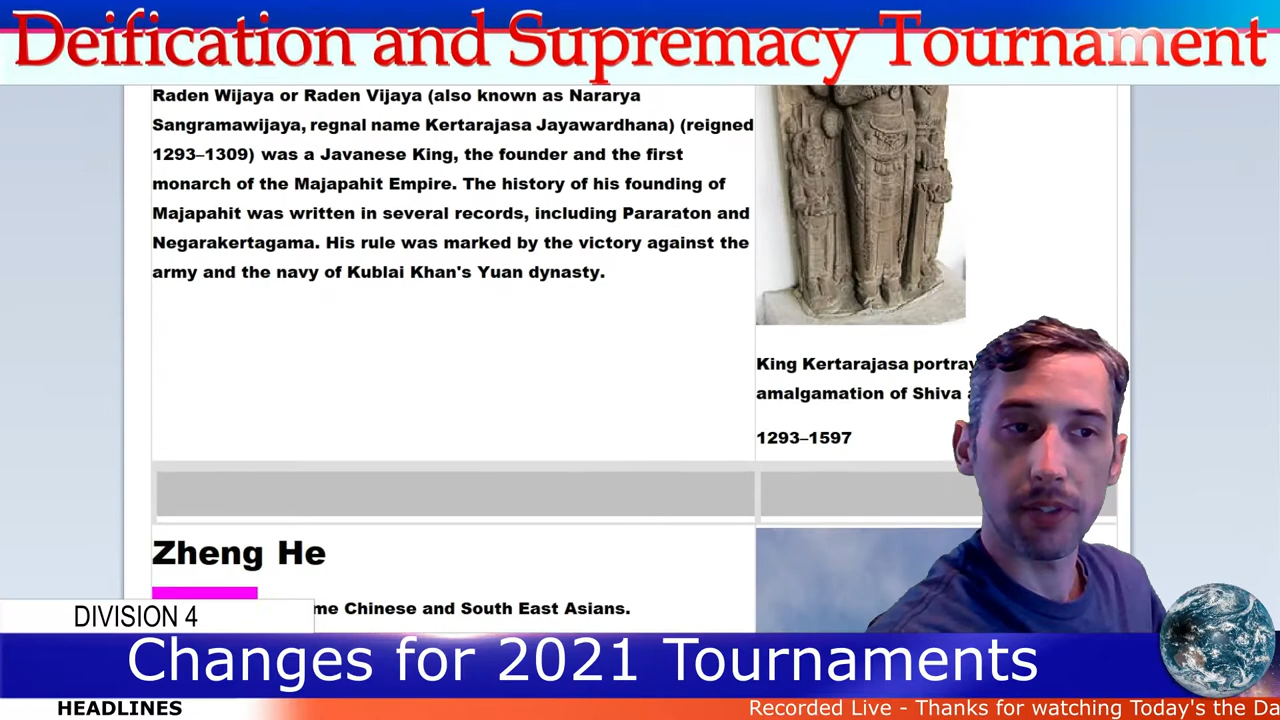 Deification and Supremacy Tournament
Raden Wijaya or Raden Vijaya (also known as Nararya
Sangramawijaya, regnal name Kertarajasa Jayawardhana) (reigned
1293–1309) was a Javanese King, the founder and the first
monarch of the Majapahit Empire. The history of his founding of
Majapahit was written in several records, including Pararaton and
Negarakertagama. His rule was marked by the victory against the
army and the navy of Kublai Khan's Yuan dynasty.
King Kertarajasa
amalgamation of Shiva
1293–1597
Zheng He
Chinese and South East Asians.
DIVISION 4
Changes for 2021 Tournaments
HEADLINES
Recorded Live - Thanks for watching Today's the